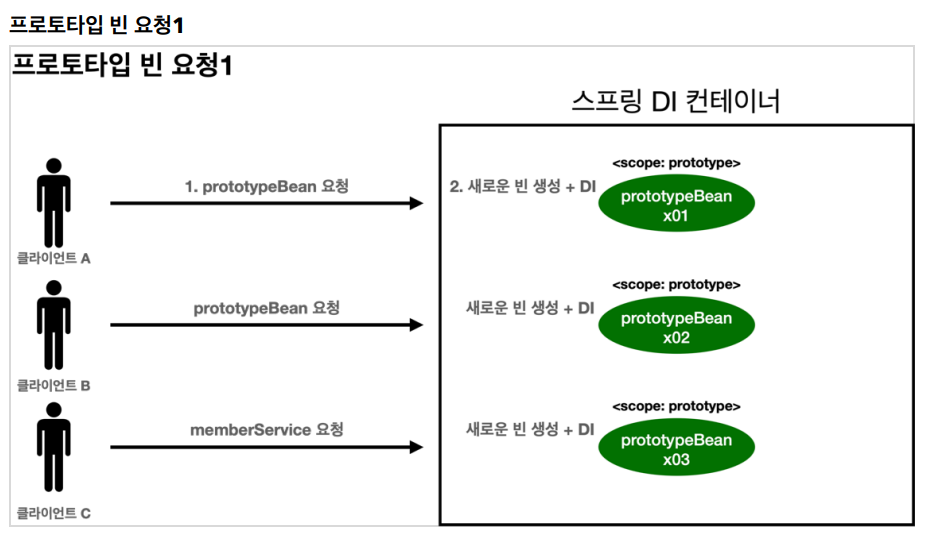 프로토타입 빈 요청1
프로토타입 빈 요청1
스프링 DI 컨테이너
<scope: prototype>
1. prototypeBean 요청
2. 새로운 빈 생성 + DI
prototypeBean
x01
클라이언트 A
<scope: prototype>
prototypeBean 요청
새로운 빈 생성 + DI
prototypeBean
x02
클라이언트 B
<scope: prototype>
memberService 요청
새로운 빈 생성 + DI
prototypeBean
x03
클라이언트 C